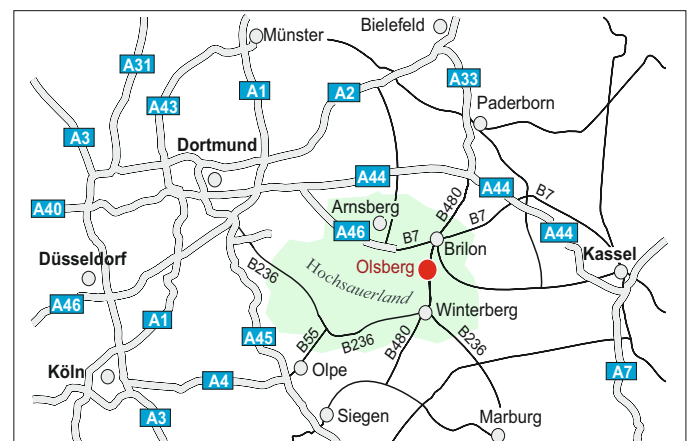 Bielefeld
Münster
A31
A33
A1
A2
A43
Paderborn
A3
Dortmund
A44
A44
B7
B480
A40
Arnsberg
B7
A46
B7
A44
Brilon
Kassel
Düsseldorf
Olsberg
B236
Hochsauerland
A46
Winterberg
A1
A45
B55
B236
B480
B236
Köln
Olpe
A7
A4
A3
Siegen
Marburg